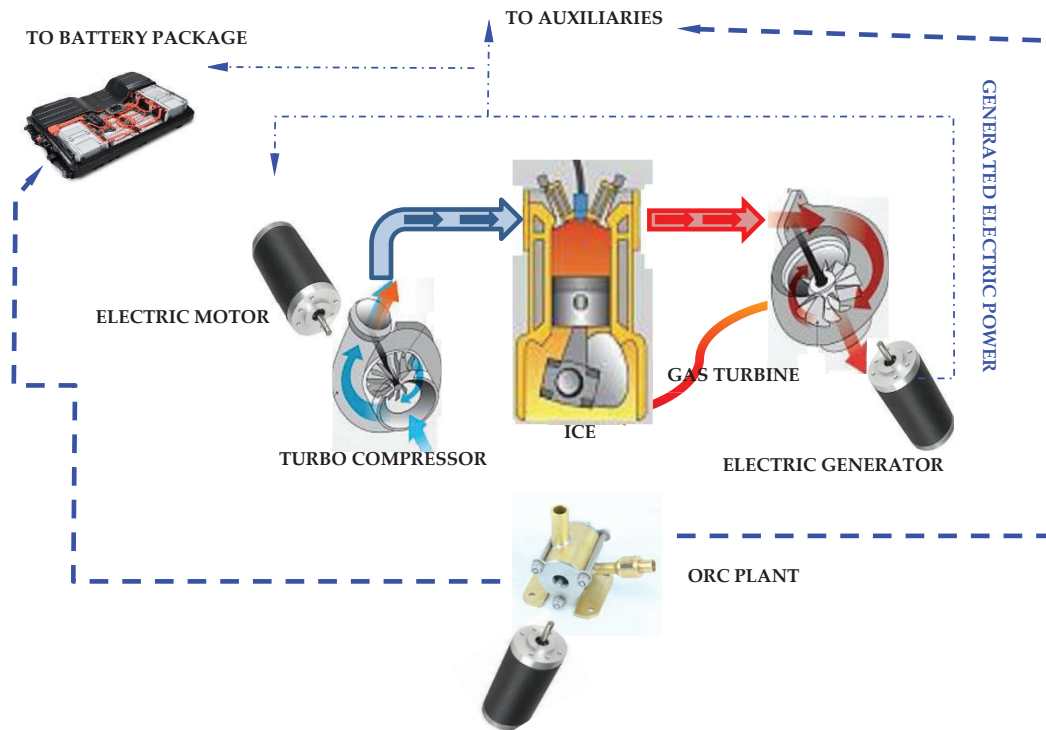 TO AUXILIARIES
TO BATTERY PACKAGE
GENERATED ELECTRIC POWER
ELECTRIC MOTOR
GAS TURBINE
ICE
TURBO COMPRESSOR
ELECTRIC GENERATOR
ORC PLANT